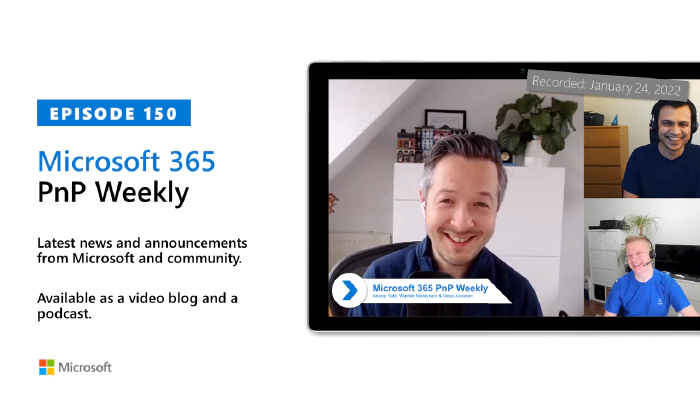 EPISODE 150
Microsoft 365
PnP Weekly
Latest news and announcements
from Microsoft and community.
Available as a video blog and a
podcast.
Microsoft
Recorded: January 24, 2022
Microsoft 365 PnP Weekly
Anoop Tatti, Waldek Mastykarz & Vesa Juvonen